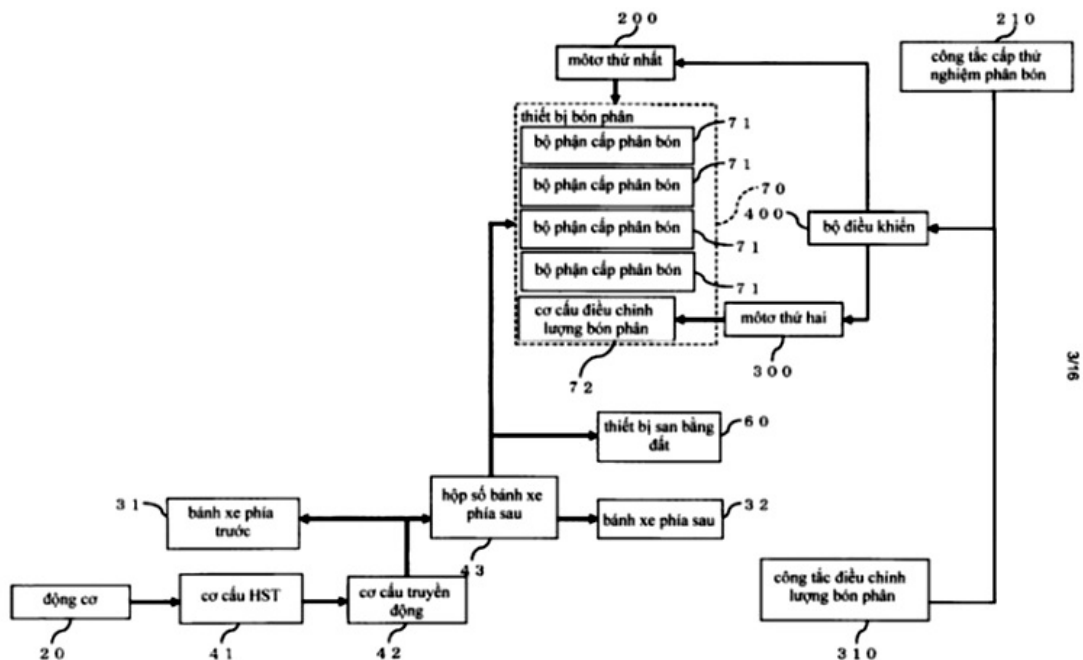 200
môtơ thứ nhất
210
công tắc cấp thử
nghiệm phân bón
thiết bị bón phân
bộ phận cấp phân bón
71
bộ phận cấp phân bón
71
bộ phận cấp phân bón
71
bộ phận cấp phân bón
71
70
400
bộ điều khiển
cơ cấu điều chỉnh
lượng bón phân
72
môtơ thứ hai
300
3/16
thiết bị san bằng
đất
60
hộp số bánh xe
phía sau
43
31
bánh xe phía
trước
bánh xe phía sau
32
động cơ
20
cơ cấu HST
41
cơ cấu truyền
động
42
công tắc điều chỉnh
lượng bón phân
310